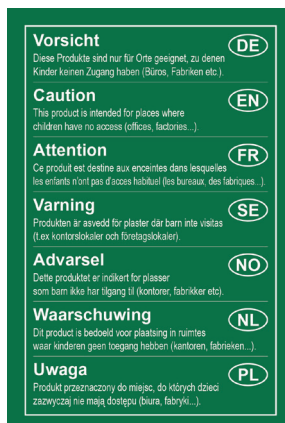 Vorsicht DE
Diese Produkte sind nur für Orte geeignet, zu denen
Kinder keinen Zugang haben (Büros, Fabriken etc.).
Caution EN
This product is intended for places where
children have no access (offices, factories...).
Attention FR
Ce produit est destine aux enceintes dans lesquelles
les enfants n'ont pas d'acces habituel (les bureaux, des fabriques...).
Varning SE
Produkten är asvedd för plaster där barn inte visitas
(t.ex kontorslokaler och företagslokaler).
Advarsel NO
Dette produktet er indikert for plasser
som barn ikke har tilgang til (kontorer, fabrikker etc).
Waarschuwing NL
Dit product is bedoeld voor plaatsing in ruimtes
waar kinderen geen toegang hebben (kantoren, fabrieken...).
Uwaga PL
Produkt przeznaczony do miejsc, do których dzieci
zazwyczaj nie mają dostępu (biura, fabryki...).